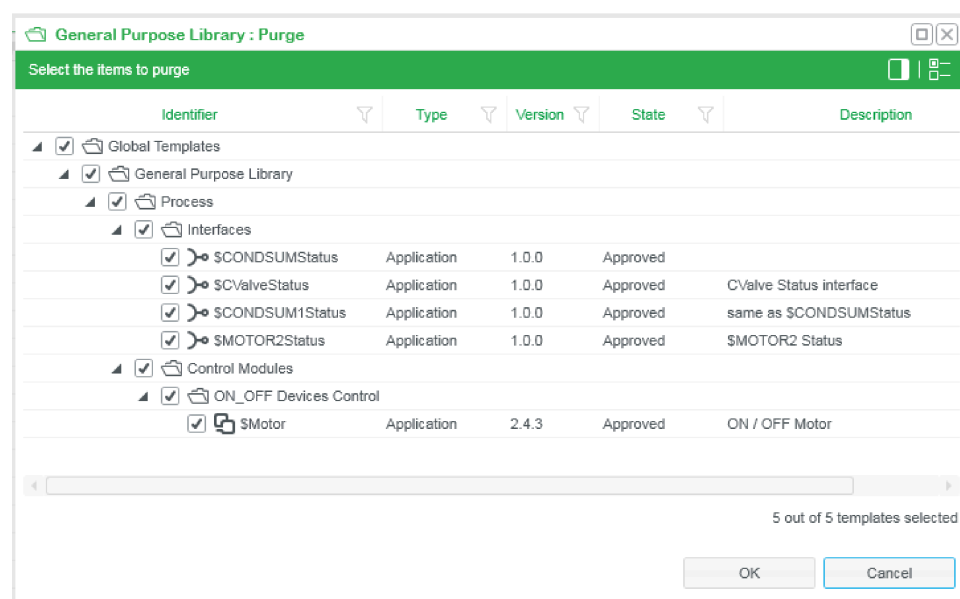 General Purpose Library : Purge
Select the items to purge
Identifier Type Version State Description
Global Templates
General Purpose Library
Process
Interfaces
$CONDSUMStatus Application 1.0.0 Approved
$CValveStatus Application 1.0.0 Approved CValve Status interface
$CONDSUM1Status Application 1.0.0 Approved same as $CONDSUMStatus
$MOTOR2Status Application 1.0.0 Approved $MOTOR2 Status
Control Modules
ON_OFF Devices Control
$Motor Application 2.4.3 Approved ON / OFF Motor
5 out of 5 templates selected
OK Cancel